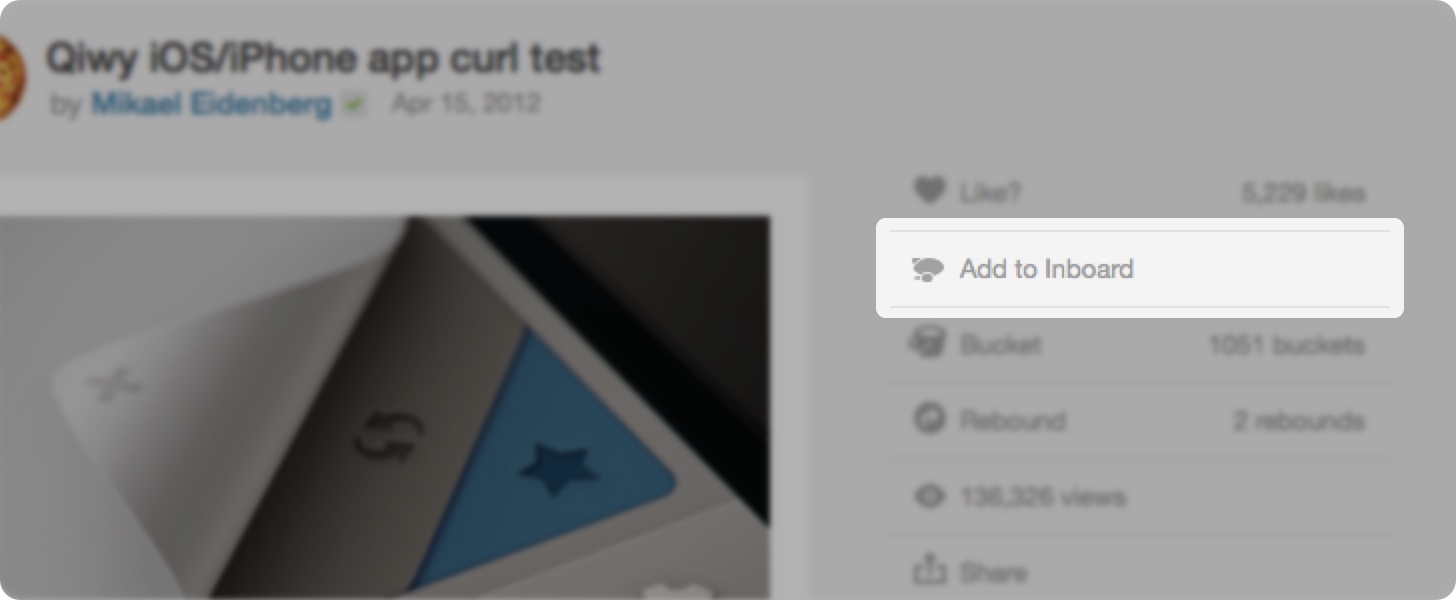 Qiwy iOS/iPhone app curl test
by Mikael Eidenberg Apr 15, 2012
Like? 5,229 likes
Add to Inboard
Bucket 1051 buckets
Rebound 2 rebounds
136,326 views
Share